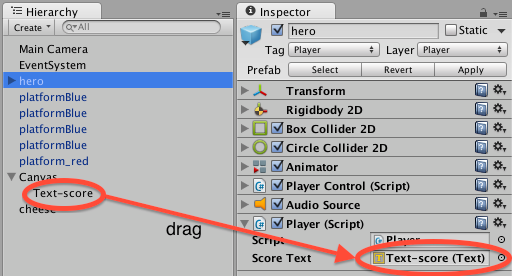 Hierarchy
Create
All
Main Camera
EventSystem
hero
platformBlue
platformBlue
platformBlue
platformBlue
platform_red
Canvas
Text-score
cheese
drag
Inspector
hero
Static
Tag Player Layer Player
Prefab Select Revert Apply
Transform
Rigidbody 2D
Box Collider 2D
Circle Collider 2D
Animator
Player Control (Script)
Audio Source
Player (Script)
Script Player
Score Text Text-score (Text)